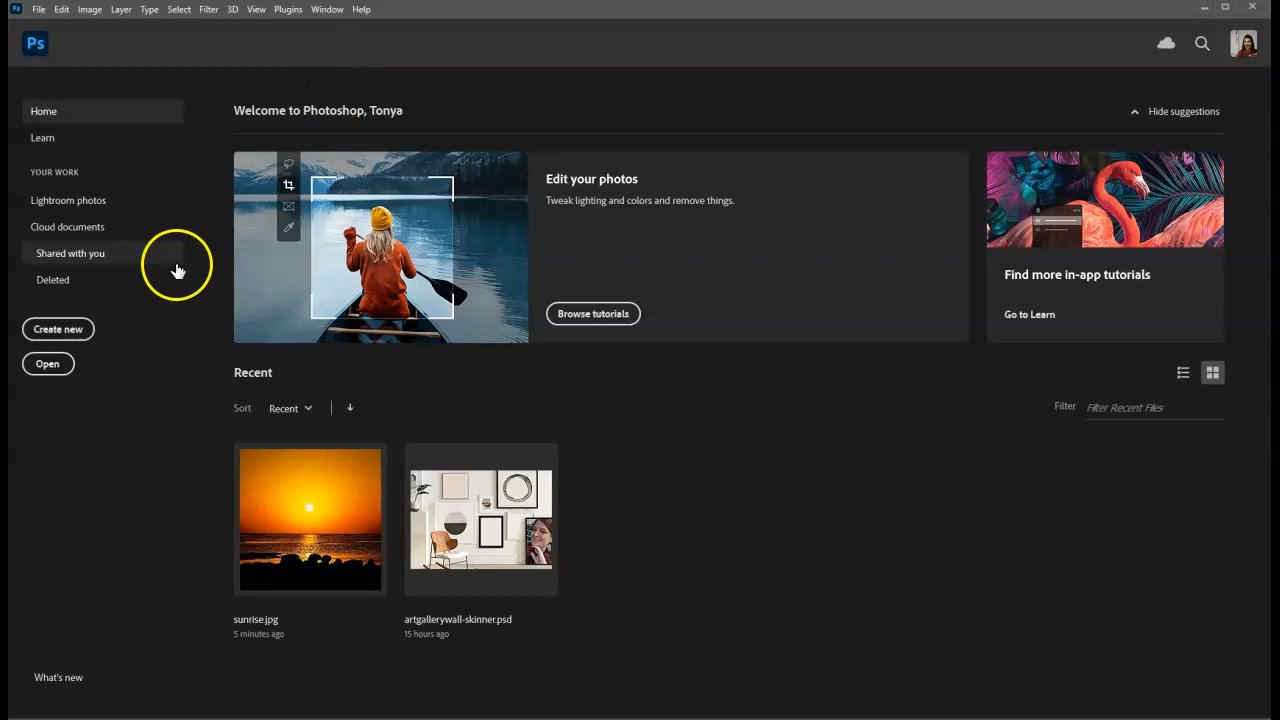 Ps File Edit Image Layer Type Select Filter 3D View Plugins Window Help
Ps
Home
Learn
YOUR WORK
Lightroom photos
Cloud documents
Shared with you
Deleted
Create new
Open
What's new
Welcome to Photoshop, Tonya
Hide suggestions
Edit your photos
Tweak lighting and colors and remove things.
Browse tutorials
Find more in-app tutorials
Go to Learn
Recent
Sort Recent
Filter Filter Recent Files
sunrise.jpg
5 minutes ago
artgallerywall-skinner.psd
15 hours ago